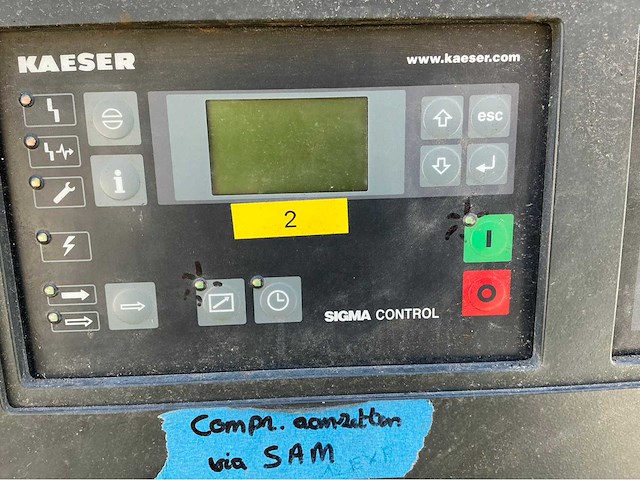 KAESER
www.kaeser.com
esc
i
2
I
O
SIGMA CONTROL
Compr. aanzetten
via SAM